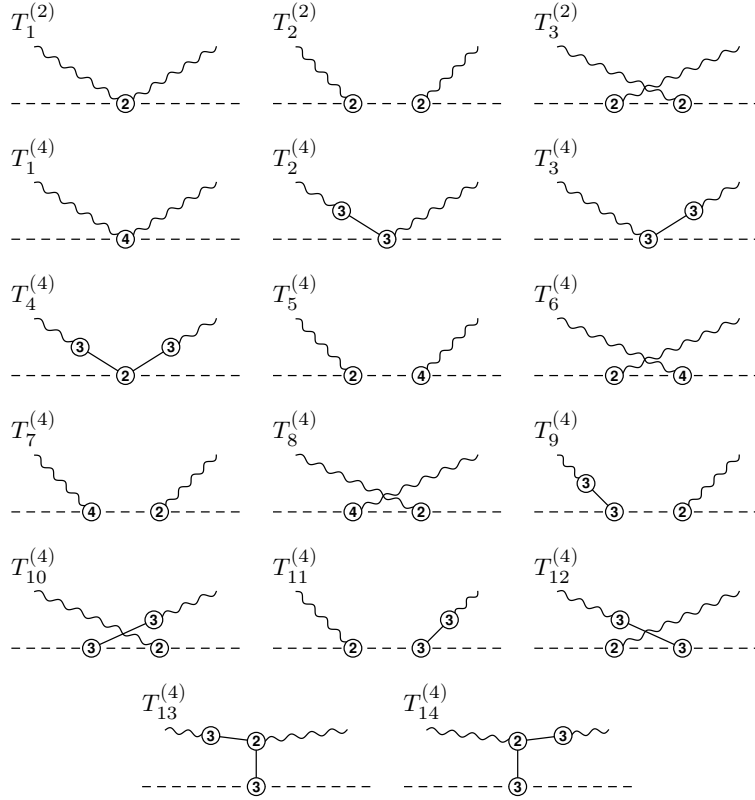 T_1^{(2)} T_2^{(2)} T_3^{(2)}
2 2 2 2 2
T_1^{(4)} T_2^{(4)} T_3^{(4)}
3 3
4 3 3
T_4^{(4)} T_5^{(4)} T_6^{(4)}
3 3
2 2 4 2 4
T_7^{(4)} T_8^{(4)} T_9^{(4)}
3
4 2 4 2 3 2
T_{10}^{(4)} T_{11}^{(4)} T_{12}^{(4)}
3 3 3
3 2 2 3 2 3
T_{13}^{(4)} T_{14}^{(4)}
3 2 2 3
3 3